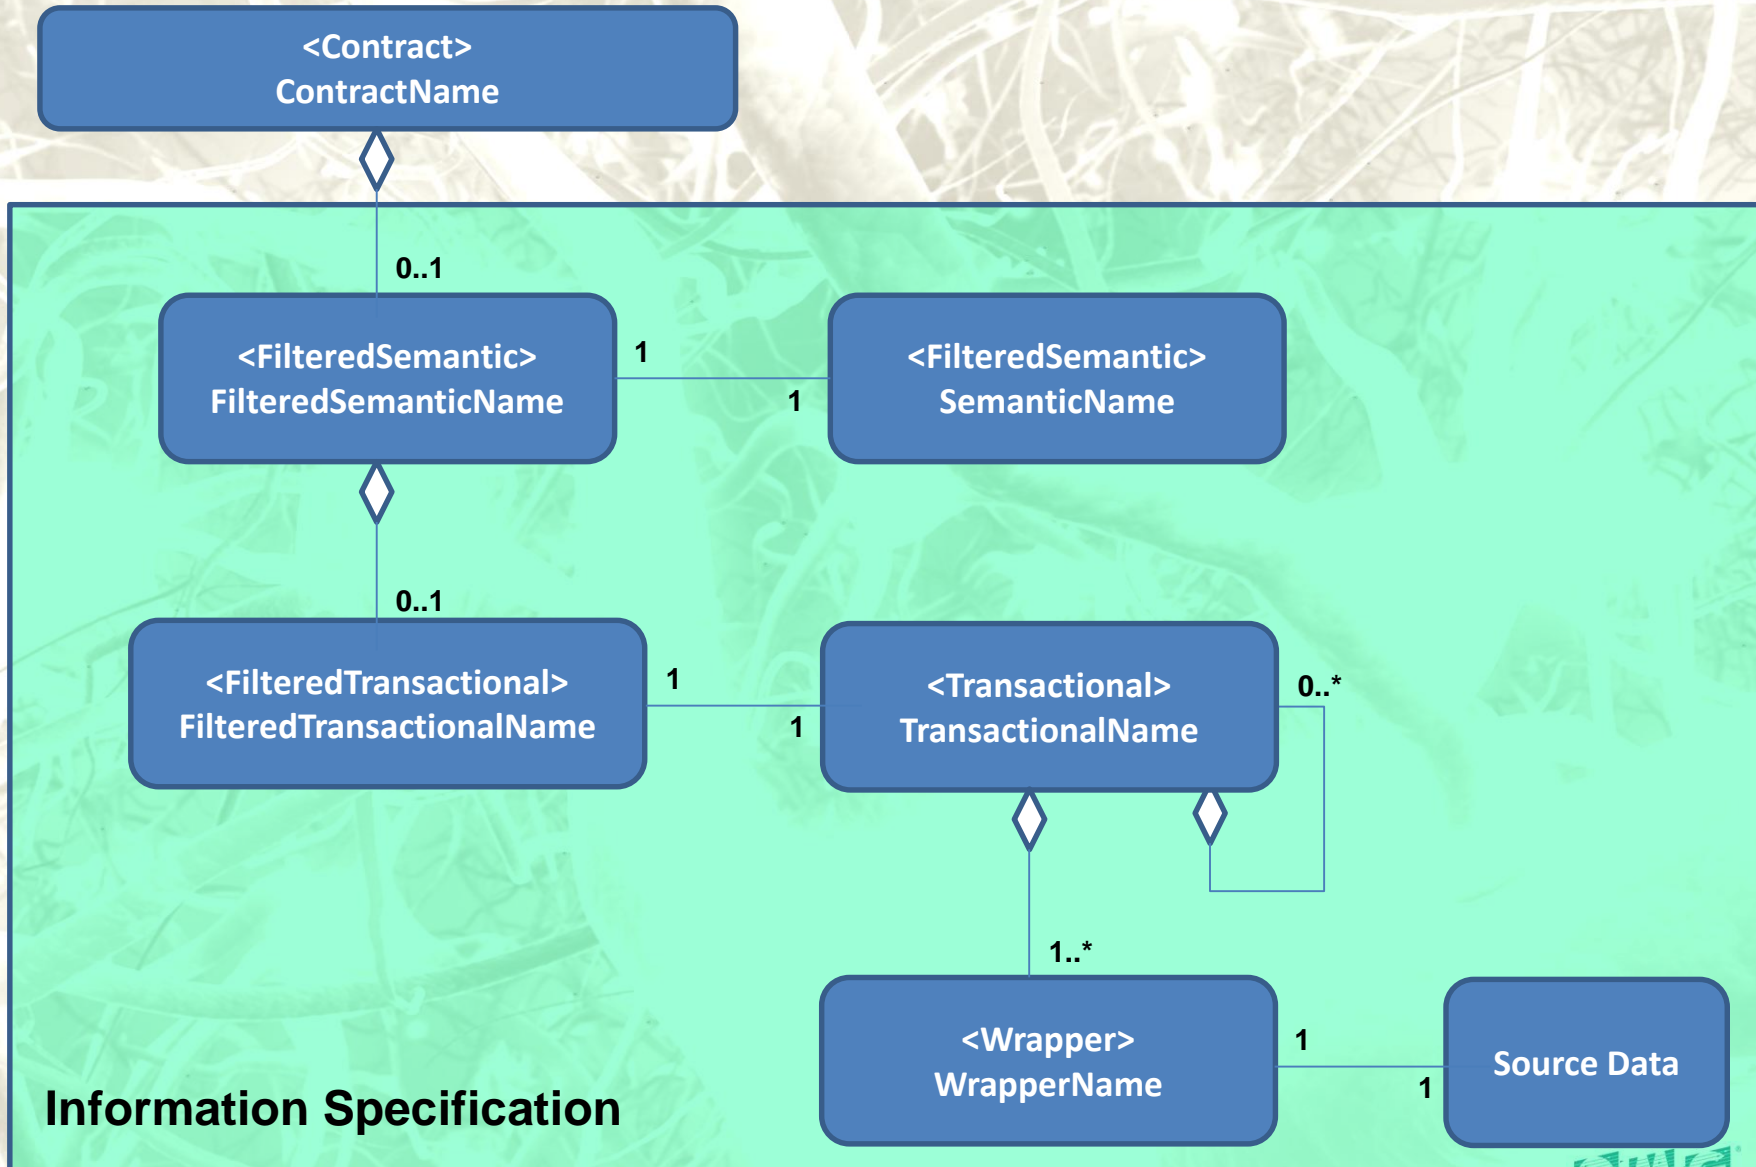 <Contract>
ContractName
0..1
<FilteredSemantic>
FilteredSemanticName
1
1
<FilteredSemantic>
SemanticName
0..1
<FilteredTransactional>
FilteredTransactionalName
1
1
<Transactional>
TransactionalName
0..*
1..*
<Wrapper>
WrapperName
1
1
Source Data
Information Specification